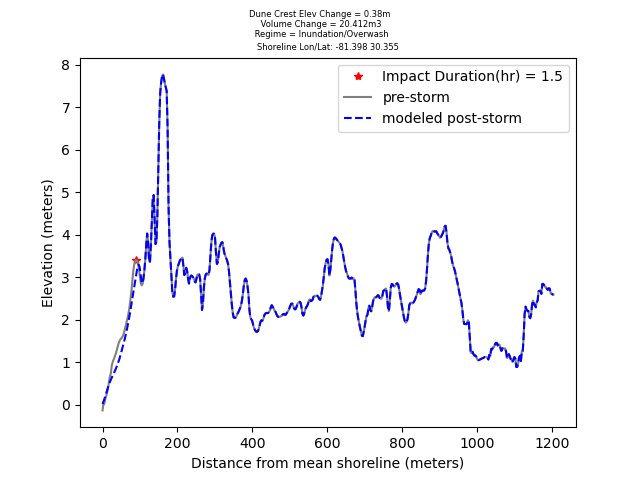 Dune Crest Elev Change = 0.38m
Volume Change = 20.412m3
Regime = Inundation/Overwash
Shoreline Lon/Lat: -81.398 30.355
Impact Duration(hr) = 1.5
pre-storm
modeled post-storm
Elevation (meters)
8
7
6
5
4
3
2
1
0
0 200 400 600 800 1000 1200
Distance from mean shoreline (meters)